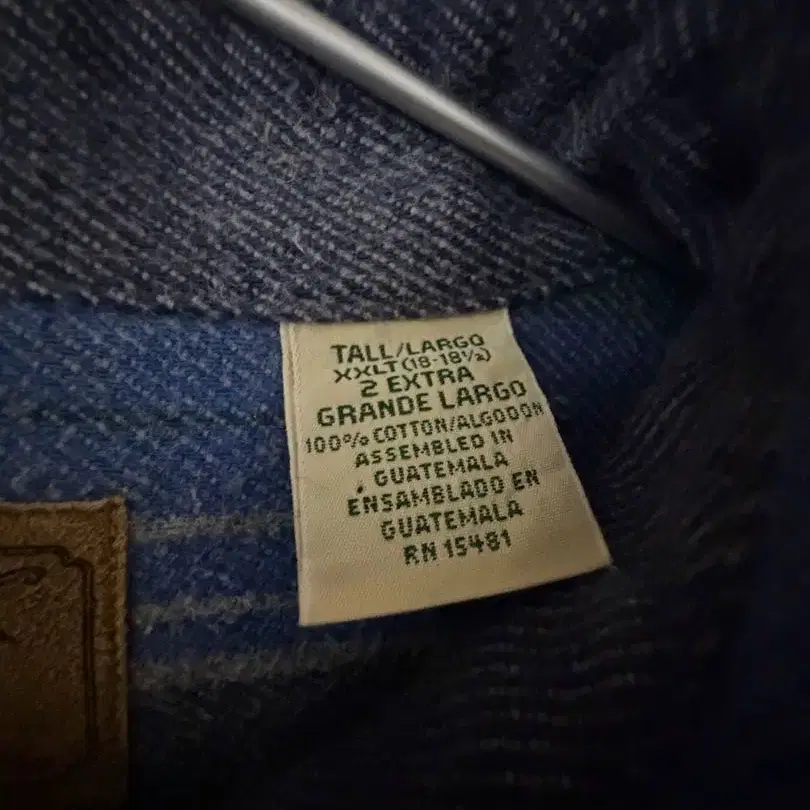 TALL/LARGO
XXLT(18-18½)
2 EXTRA
GRANDE LARGO
100% COTTON/ALGODON
ASSEMBLED IN
GUATEMALA
ENSAMBLADO EN
GUATEMALA
RN 15481